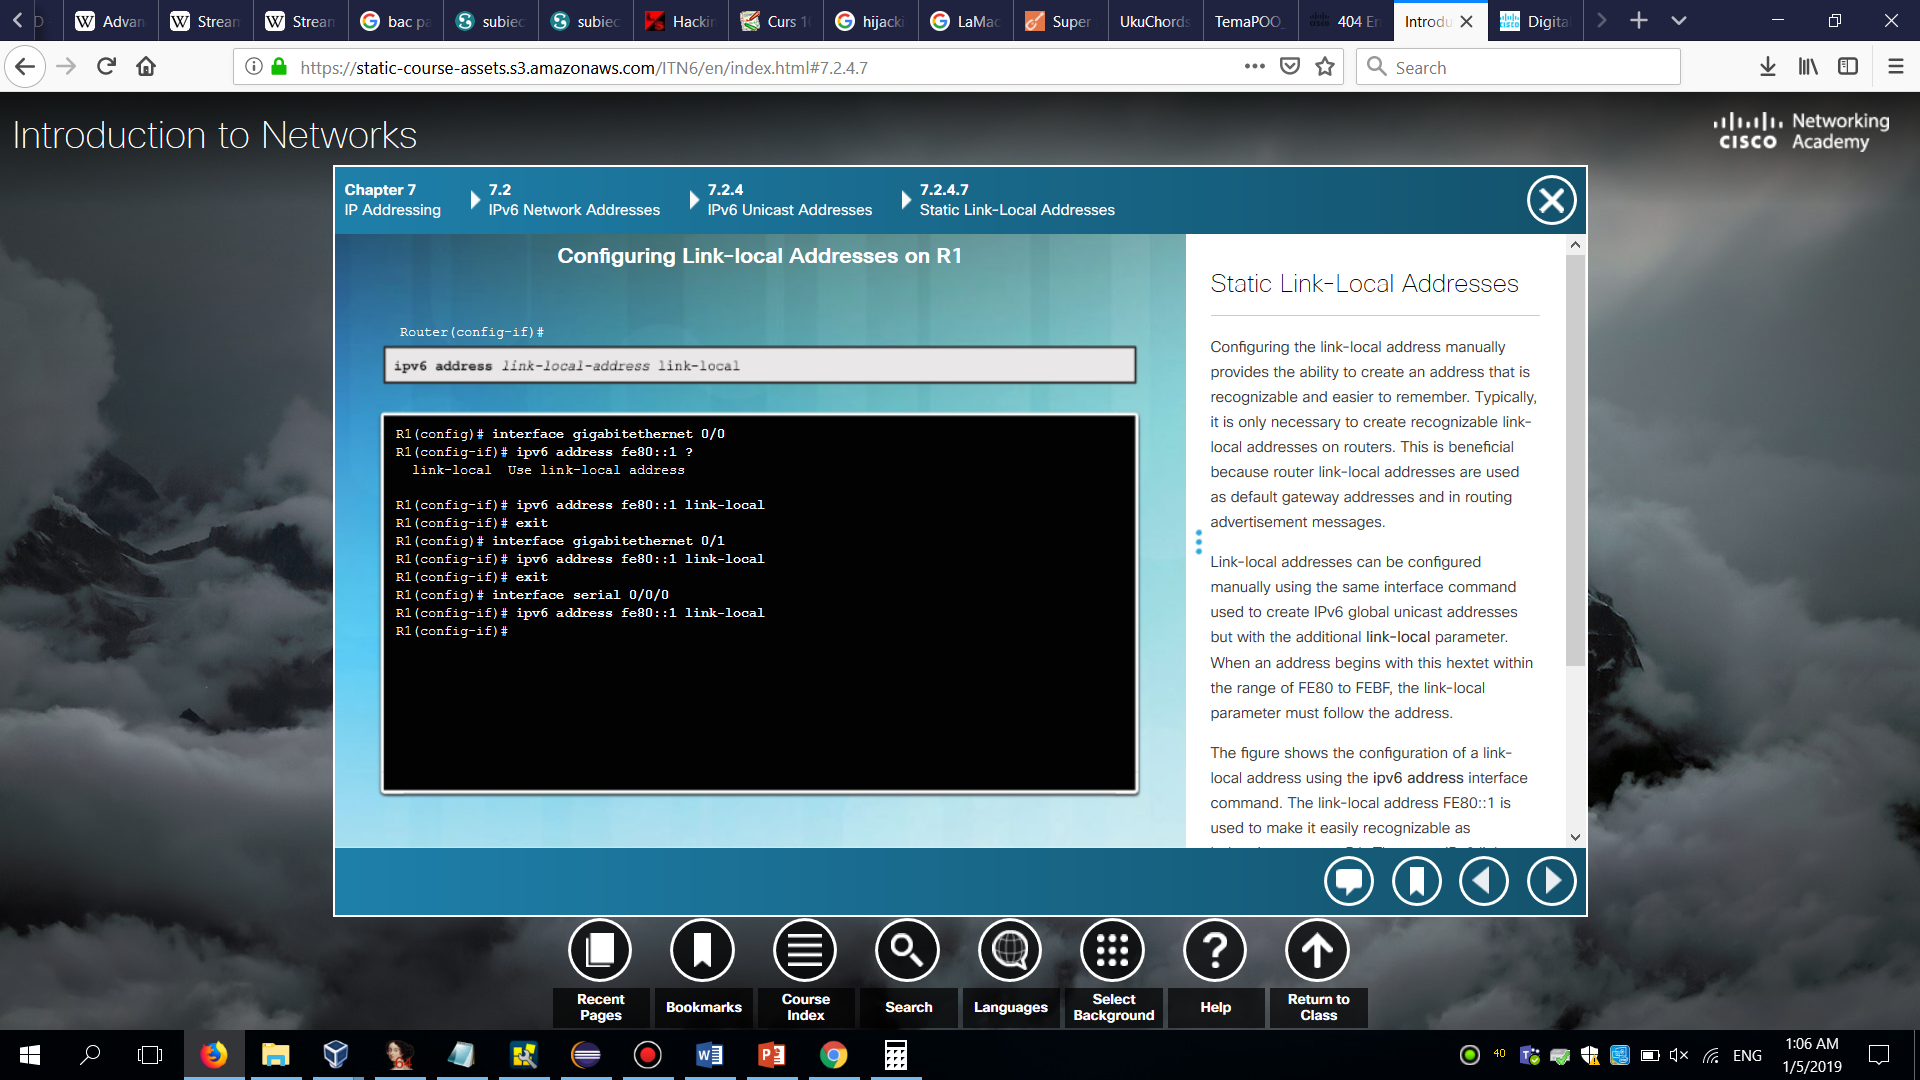 Advan
Stream
Stream
bac pa
subiec
subiec
Hackin
Curs 1
hijacki
LaMac
Super
UkuChords
TemaPOO_
404 Er
Introdu
Digita
https://static-course-assets.s3.amazonaws.com/ITN6/en/index.html#7.2.4.7
Search
Introduction to Networks
Networking
CISCO Academy
Chapter 7
IP Addressing
7.2
IPv6 Network Addresses
7.2.4
IPv6 Unicast Addresses
7.2.4.7
Static Link-Local Addresses
Configuring Link-local Addresses on R1
Router(config-if)#
ipv6 address link-local-address link-local
R1(config)# interface gigabitethernet 0/0
R1(config-if)# ipv6 address fe80::1 ?
link-local Use link-local address
R1(config-if)# ipv6 address fe80::1 link-local
R1(config-if)# exit
R1(config)# interface gigabitethernet 0/1
R1(config-if)# ipv6 address fe80::1 link-local
R1(config-if)# exit
R1(config)# interface serial 0/0/0
R1(config-if)# ipv6 address fe80::1 link-local
R1(config-if)#
Static Link-Local Addresses
Configuring the link-local address manually
provides the ability to create an address that is
recognizable and easier to remember. Typically,
it is only necessary to create recognizable link-
local addresses on routers. This is beneficial
because router link-local addresses are used
as default gateway addresses and in routing
advertisement messages.
Link-local addresses can be configured
manually using the same interface command
used to create IPv6 global unicast addresses
but with the additional link-local parameter.
When an address begins with this hextet within
the range of FE80 to FEBF, the link-local
parameter must follow the address.
The figure shows the configuration of a link-
local address using the ipv6 address interface
command. The link-local address FE80::1 is
used to make it easily recognizable as
Recent
Pages
Bookmarks
Course
Index
Search
Languages
Select
Background
Help
Return to
Class
40
ENG
1:06 AM
1/5/2019